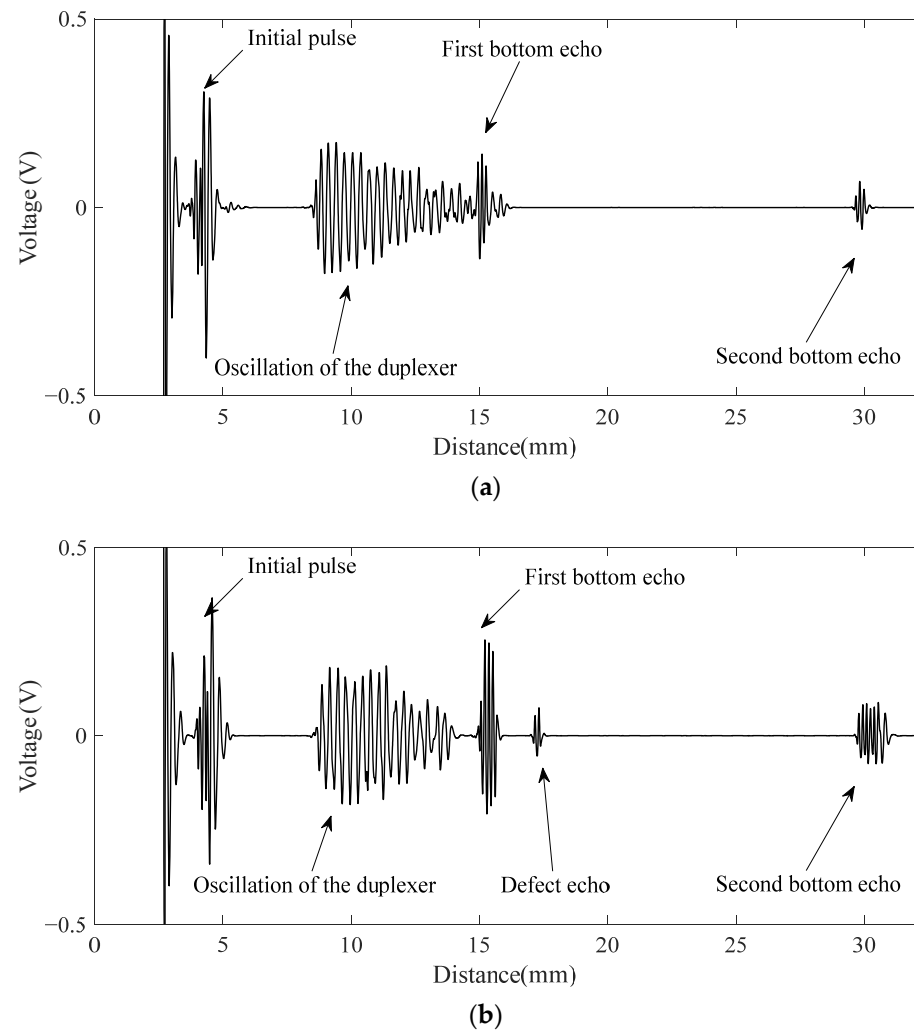 0.5
Initial pulse
First bottom echo
Voltage (V)
0
Oscillation of the duplexer
Second bottom echo
−0.5
0 5 10 15 20 25 30
Distance(mm)
(a)
0.5
Initial pulse
First bottom echo
Voltage (V)
0
Oscillation of the duplexer
Defect echo
Second bottom echo
−0.5
0 5 10 15 20 25 30
Distance(mm)
(b)